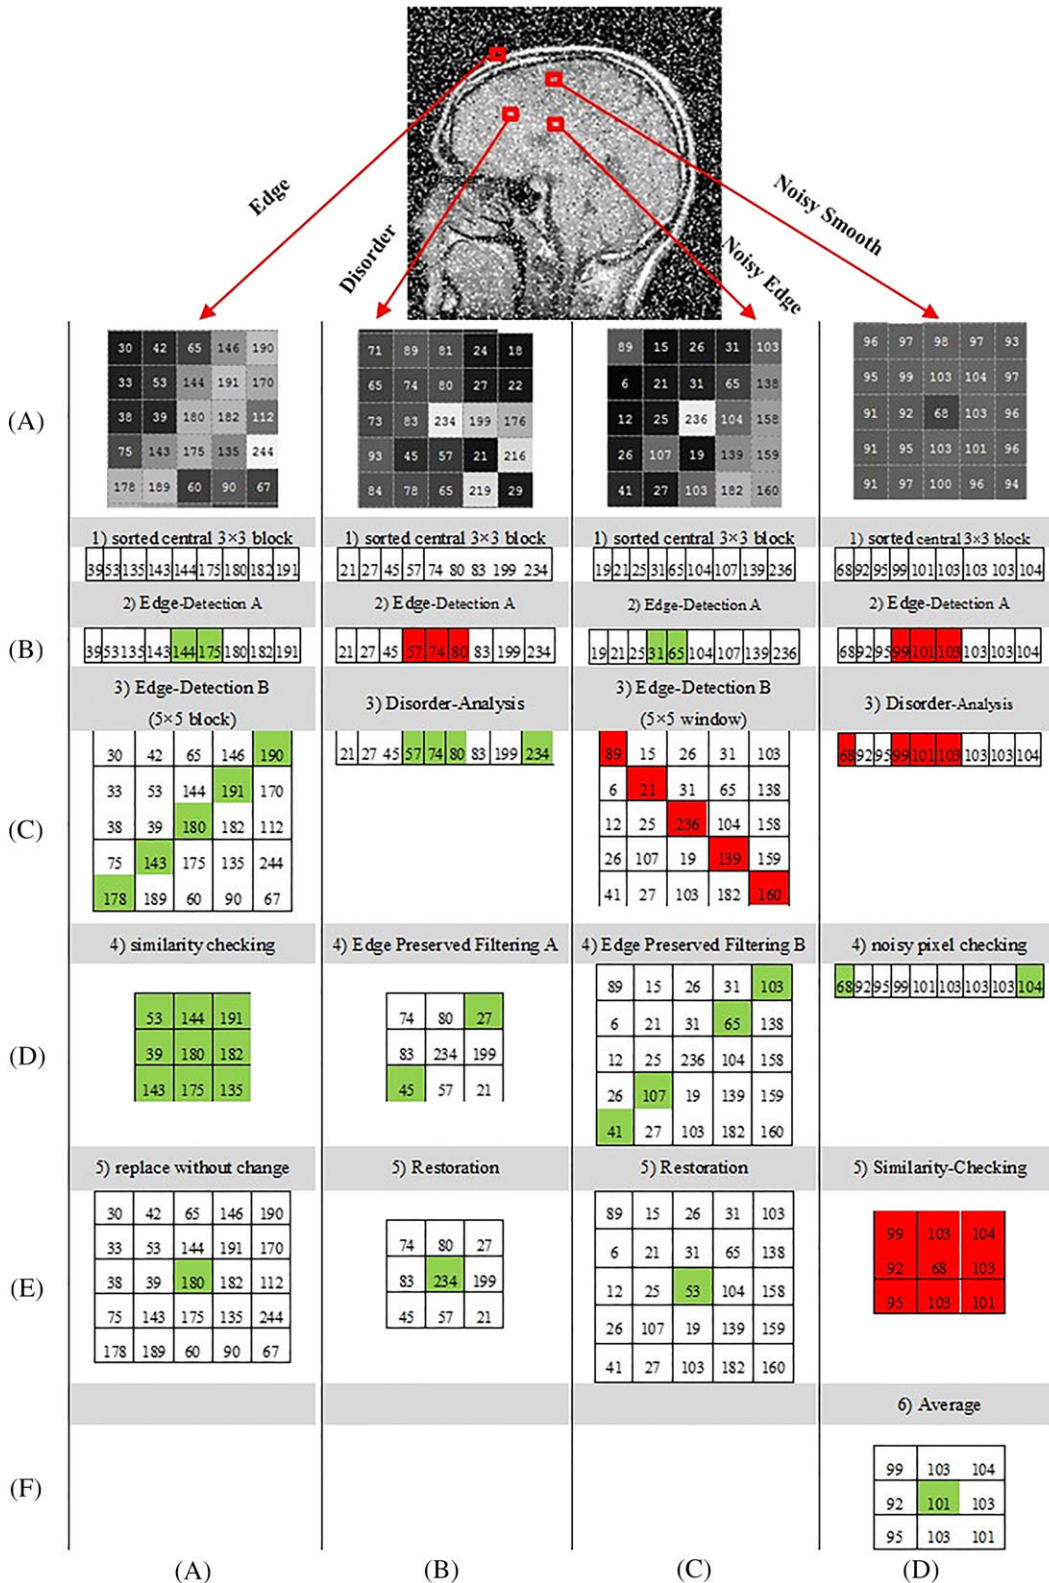 Edge
Disorder
Noisy Edge
Noisy Smooth
(A)
30 42 65 146 190
33 53 144 191 170
38 39 180 182 112
75 143 175 135 244
178 189 60 90 67
71 89 81 24 18
65 74 80 27 22
73 83 234 199 176
93 45 57 21 216
84 78 65 219 29
89 15 26 31 103
6 21 31 65 138
12 25 236 104 158
26 107 19 139 159
41 27 103 182 160
96 97 98 97 93
95 99 103 104 97
91 92 68 103 96
91 95 103 101 96
91 97 100 96 94
(B)
1) sorted central 3×3 block
39 53 135 143 144 175 180 182 191
2) Edge-Detection A
39 53 135 143 144 175 180 182 191
1) sorted central 3×3 block
21 27 45 57 74 80 83 199 234
2) Edge-Detection A
21 27 45 57 74 80 83 199 234
1) sorted central 3×3 block
19 21 25 31 65 104 107 139 236
2) Edge-Detection A
19 21 25 31 65 104 107 139 236
1) sorted central 3×3 block
68 92 95 99 101 103 103 103 104
2) Edge-Detection A
68 92 95 99 101 103 103 103 104
(C)
3) Edge-Detection B
(5×5 block)
30 42 65 146 190
33 53 144 191 170
38 39 180 182 112
75 143 175 135 244
178 189 60 90 67
3) Disorder-Analysis
21 27 45 57 74 80 83 199 234
3) Edge-Detection B
(5×5 window)
89 15 26 31 103
6 21 31 65 138
12 25 236 104 158
26 107 19 139 159
41 27 103 182 160
3) Disorder-Analysis
68 92 95 99 101 103 103 103 104
(D)
4) similarity checking
53 144 191
39 180 182
143 175 135
4) Edge Preserved Filtering A
74 80 27
83 234 199
45 57 21
4) Edge Preserved Filtering B
89 15 26 31 103
6 21 31 65 138
12 25 236 104 158
26 107 19 139 159
41 27 103 182 160
4) noisy pixel checking
68 92 95 99 101 103 103 103 104
(E)
5) replace without change
30 42 65 146 190
33 53 144 191 170
38 39 180 182 112
75 143 175 135 244
178 189 60 90 67
5) Restoration
74 80 27
83 234 199
45 57 21
5) Restoration
89 15 26 31 103
6 21 31 65 138
12 25 53 104 158
26 107 19 139 159
41 27 103 182 160
5) Similarity-Checking
99 103 104
92 68 103
95 103 101
(F)
6) Average
99 103 104
92 101 103
95 103 101
(A) (B) (C) (D)